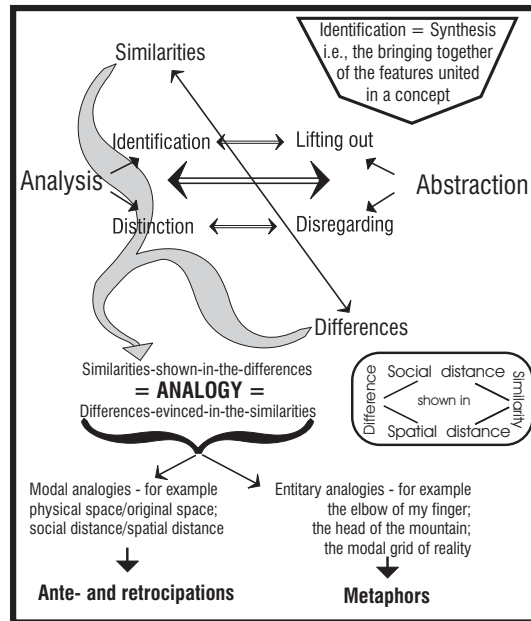 Similarities
Identification = Synthesis
i.e., the bringing together
of the features united
in a concept
Identification
Lifting out
Analysis
Abstraction
Distinction
Disregarding
Differences
Similarities-shown-in-the-differences
= ANALOGY =
Differences-evinced-in-the-similarities
Difference
Social distance
shown in
Spatial distance
Similarity
Modal analogies - for example
physical space/original space;
social distance/spatial distance
Entitary analogies - for example
the elbow of my finger;
the head of the mountain;
the modal grid of reality
Ante- and retrocipations
Metaphors